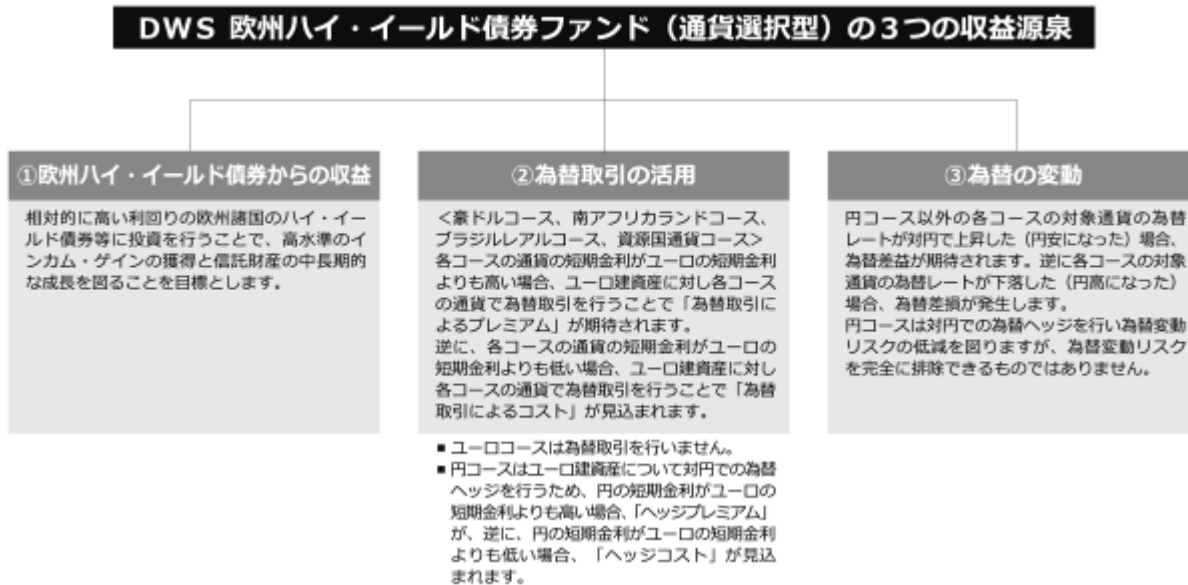 DWS 欧州ハイ・イールド債券ファンド（通貨選択型）の３つの収益源泉
①欧州ハイ・イールド債券からの収益
相対的に高い利回りの欧州諸国のハイ・イー
ルド債券等に投資を行うことで、高水準のイ
ンカム・ゲインの獲得と信託財産の中長期的
な成長を図ることを目標とします。
②為替取引の活用
＜豪ドルコース、南アフリカランドコース、
ブラジルレアルコース、資源国通貨コース＞
各コースの通貨の短期金利がユーロの短期金利
よりも高い場合、ユーロ建資産に対し各コース
の通貨で為替取引を行うことで「為替取引に
よるプレミアム」が期待されます。
逆に、各コースの通貨の短期金利がユーロの
短期金利よりも低い場合、ユーロ建資産に対し
各コースの通貨で為替取引を行うことで「為替
取引によるコスト」が見込まれます。
■ ユーロコースは為替取引を行いません。
■ 円コースはユーロ建資産について対円での為替
ヘッジを行うため、円の短期金利がユーロの
短期金利よりも高い場合、「ヘッジプレミアム」
が、逆に、円の短期金利がユーロの短期金利
よりも低い場合、「ヘッジコスト」が見込
まれます。
③為替の変動
円コース以外の各コースの対象通貨の為替
レートが対円で上昇した（円安になった）場合、
為替差益が期待されます。逆に各コースの対象
通貨の為替レートが下落した（円高になった）
場合、為替差損が発生します。
円コースは対円での為替ヘッジを行い為替変動
リスクの低減を図りますが、為替変動リスク
を完全に排除できるものではありません。